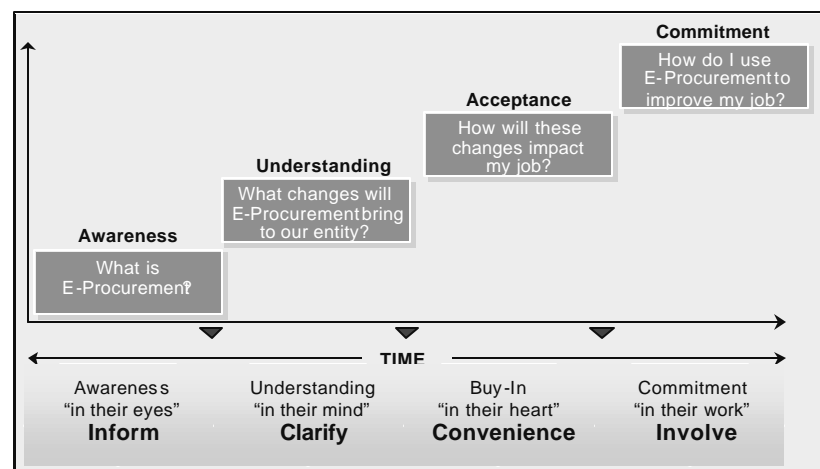 Commitment
How do I use
E-Procurement to
improve my job?
Acceptance
How will these
changes impact
my job?
Understanding
What changes will
E-Procurement bring
to our entity?
Awareness
What is
E-Procurement?
TIME
Awareness
“in their eyes”
Inform
Understanding
“in their mind”
Clarify
Buy-In
“in their heart”
Convenience
Commitment
“in their work”
Involve